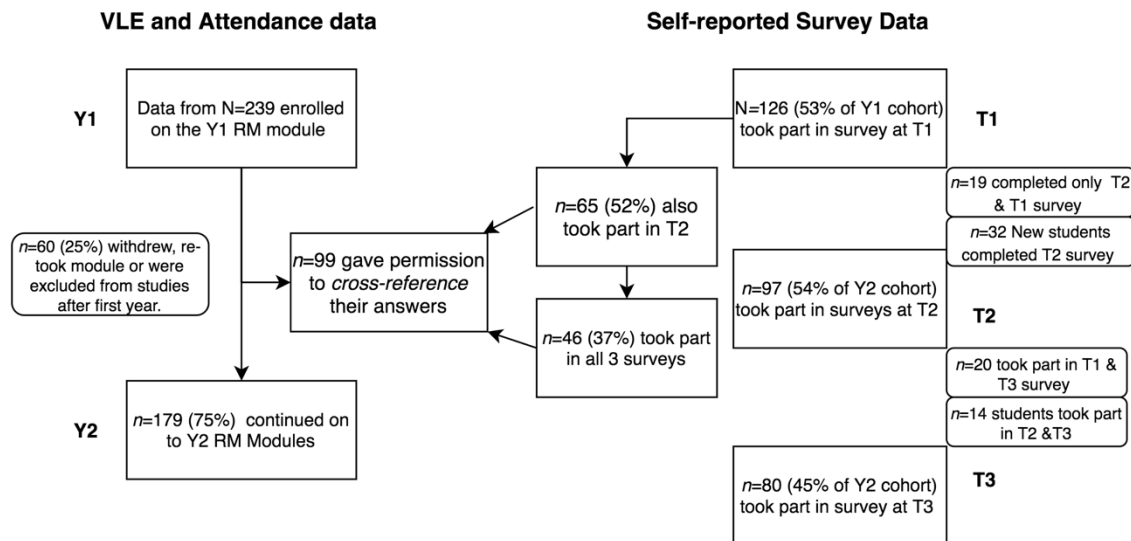 VLE and Attendance data
Self-reported Survey Data
Y1
Data from N=239 enrolled
on the Y1 RM module
N=126 (53% of Y1 cohort)
took part in survey at T1
T1
n=65 (52%) also
took part in T2
n=19 completed only T2
& T1 survey
n=32 New students
completed T2 survey
n=60 (25%) withdrew, re-
took module or were
excluded from studies
after first year.
n=99 gave permission
to cross-reference
their answers
n=97 (54% of Y2 cohort)
took part in surveys at T2
T2
n=46 (37%) took part
in all 3 surveys
n=20 took part in T1 &
T3 survey
n=14 students took part
in T2 &T3
Y2
n=179 (75%) continued on
to Y2 RM Modules
n=80 (45% of Y2 cohort)
took part in survey at T3
T3